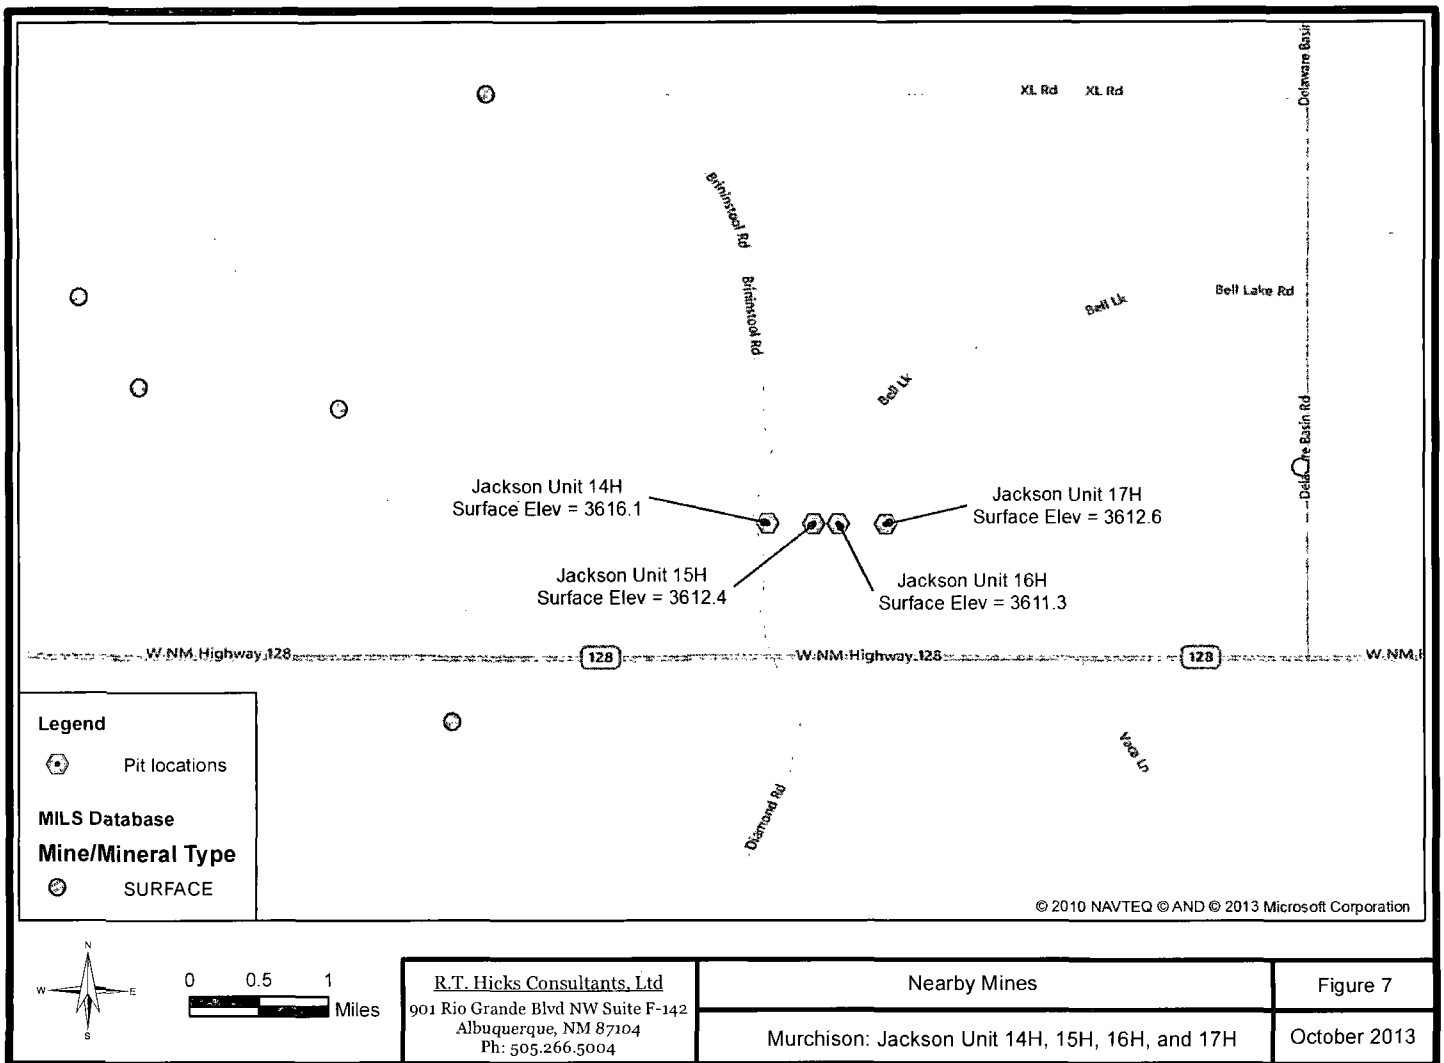 Delaware Basin
XL Rd XL Rd
Brininstool Rd
Brininstool Rd
Bell Lk
Bell Lake Rd
Bell Lk
Delaware Basin Rd
Jackson Unit 14H
Surface Elev = 3616.1
Jackson Unit 17H
Surface Elev = 3612.6
Jackson Unit 15H
Surface Elev = 3612.4
Jackson Unit 16H
Surface Elev = 3611.3
W NM Highway 128
128
W NM Highway 128
128
W NM
Vaca Ln
Diamond Rd
Legend
Pit locations
MILS Database
Mine/Mineral Type
SURFACE
© 2010 NAVTEQ © AND © 2013 Microsoft Corporation
N
W E
S
0 0.5 1
Miles
R.T. Hicks Consultants, Ltd
901 Rio Grande Blvd NW Suite F-142
Albuquerque, NM 87104
Ph: 505.266.5004
Nearby Mines
Murchison: Jackson Unit 14H, 15H, 16H, and 17H
Figure 7
October 2013